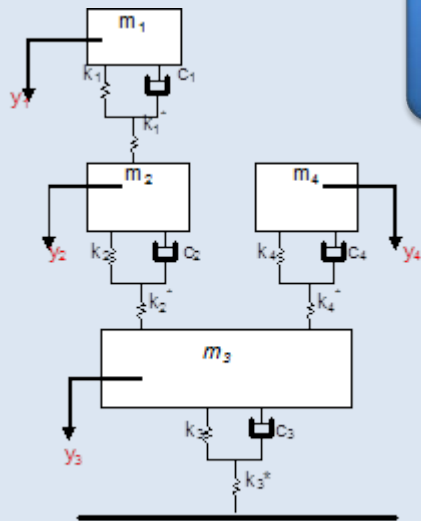 m₁
k₁ c₁
y₁ k₁*
m₂ m₄
y₂ k₂ c₂ k₄ c₄ y₄
k₂* k₄*
m₃
k₃ c₃
y₃
k₃*